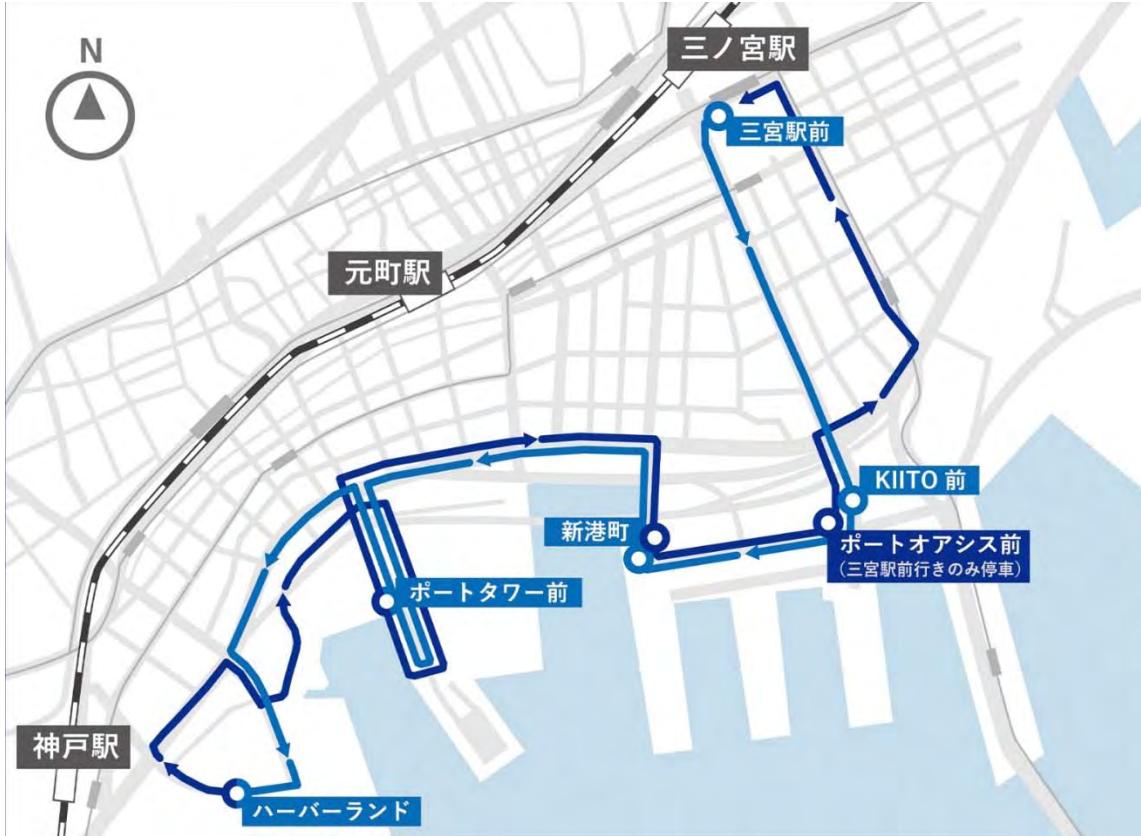 N
三ノ宮駅
三宮駅前
元町駅
KIITO 前
新港町
ポートオアシス前
(三宮駅前行きのみ停車)
ポートタワー前
神戸駅
ハーバーランド